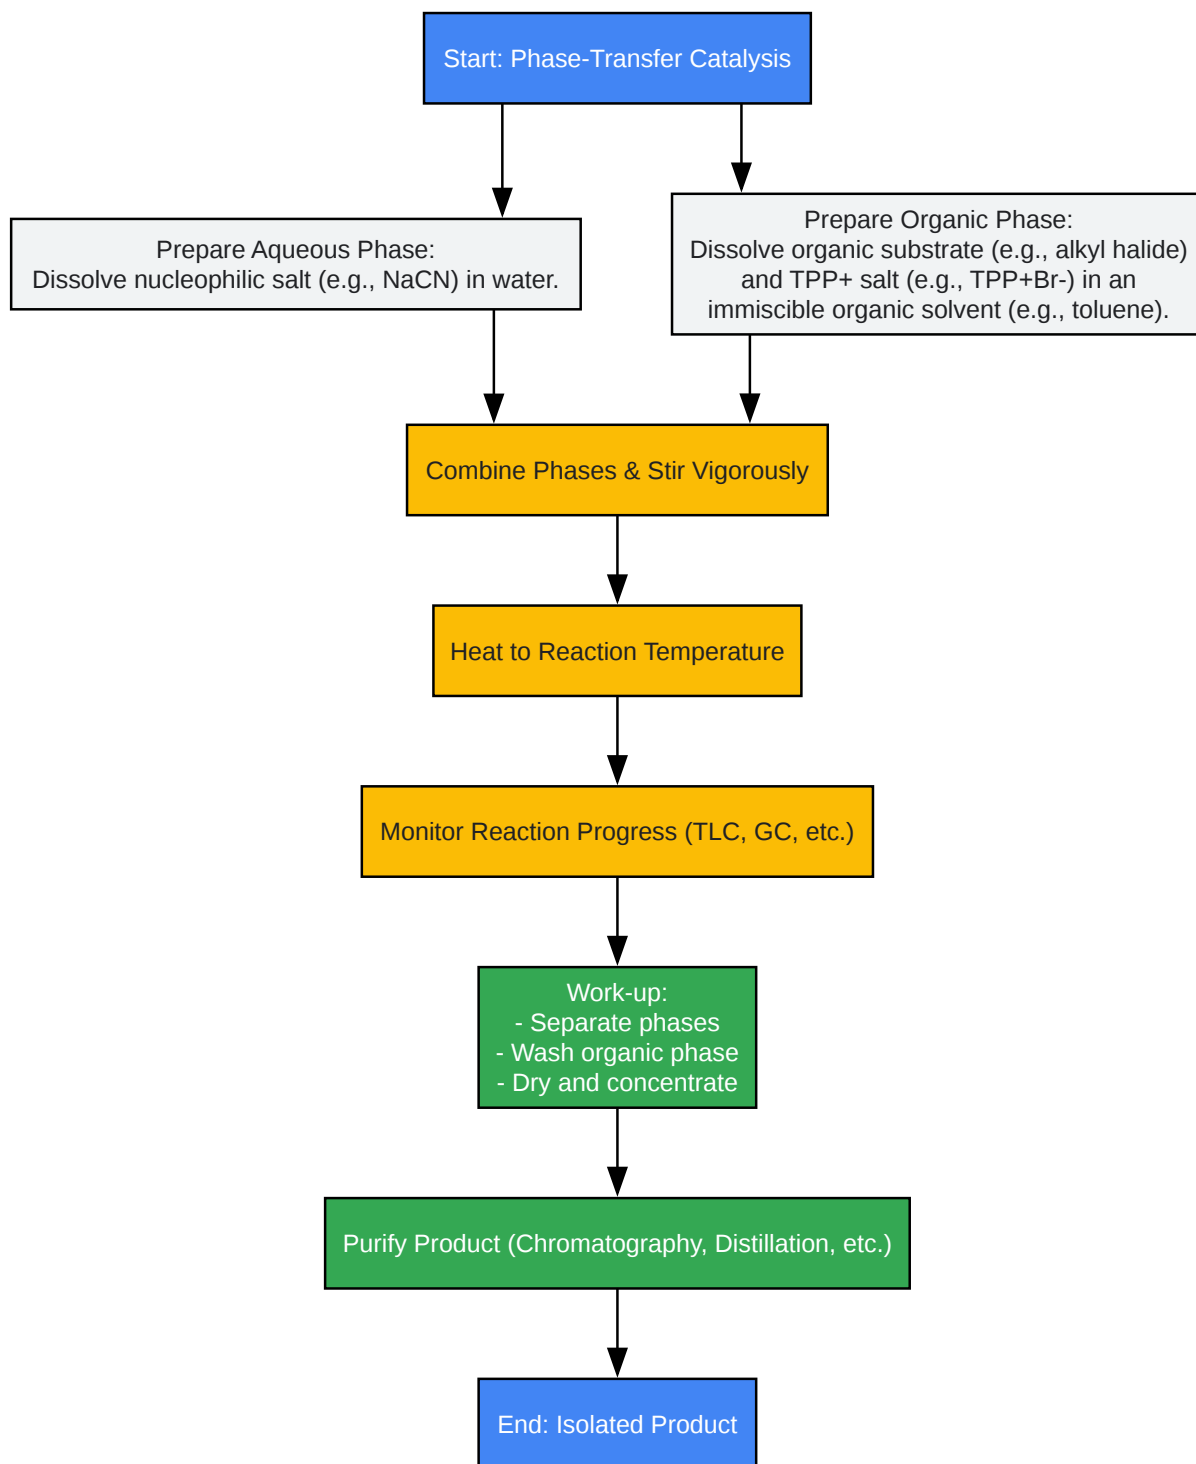 Start: Phase-Transfer Catalysis
Prepare Aqueous Phase:
Dissolve nucleophilic salt (e.g., NaCN) in water.
Prepare Organic Phase:
Dissolve organic substrate (e.g., alkyl halide)
and TPP+ salt (e.g., TPP+Br-) in an
immiscible organic solvent (e.g., toluene).
Combine Phases & Stir Vigorously
Heat to Reaction Temperature
Monitor Reaction Progress (TLC, GC, etc.)
Work-up:
- Separate phases
- Wash organic phase
- Dry and concentrate
Purify Product (Chromatography, Distillation, etc.)
End: Isolated Product